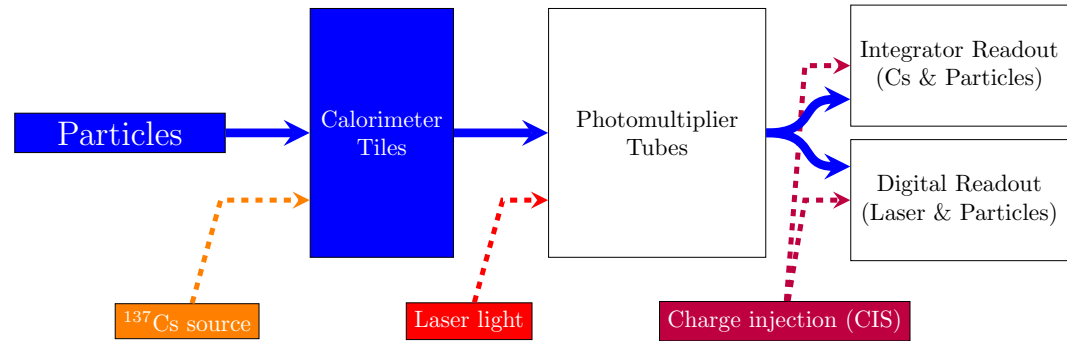 Particles
Calorimeter
Tiles
Photomultiplier
Tubes
Integrator Readout
(Cs & Particles)
Digital Readout
(Laser & Particles)
¹³⁷Cs source
Laser light
Charge injection (CIS)